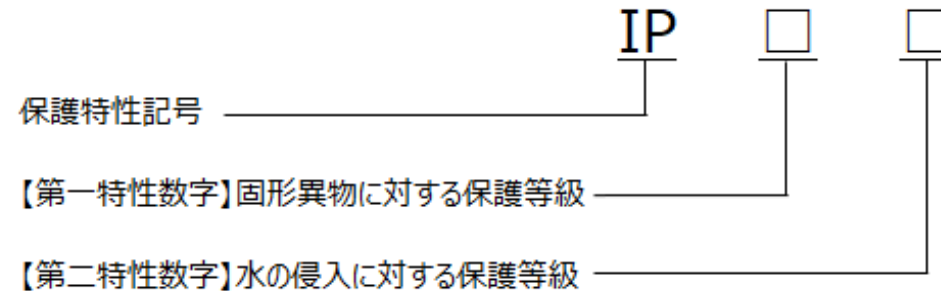 IP □ □
保護特性記号
【第一特性数字】固形異物に対する保護等級
【第二特性数字】水の侵入に対する保護等級